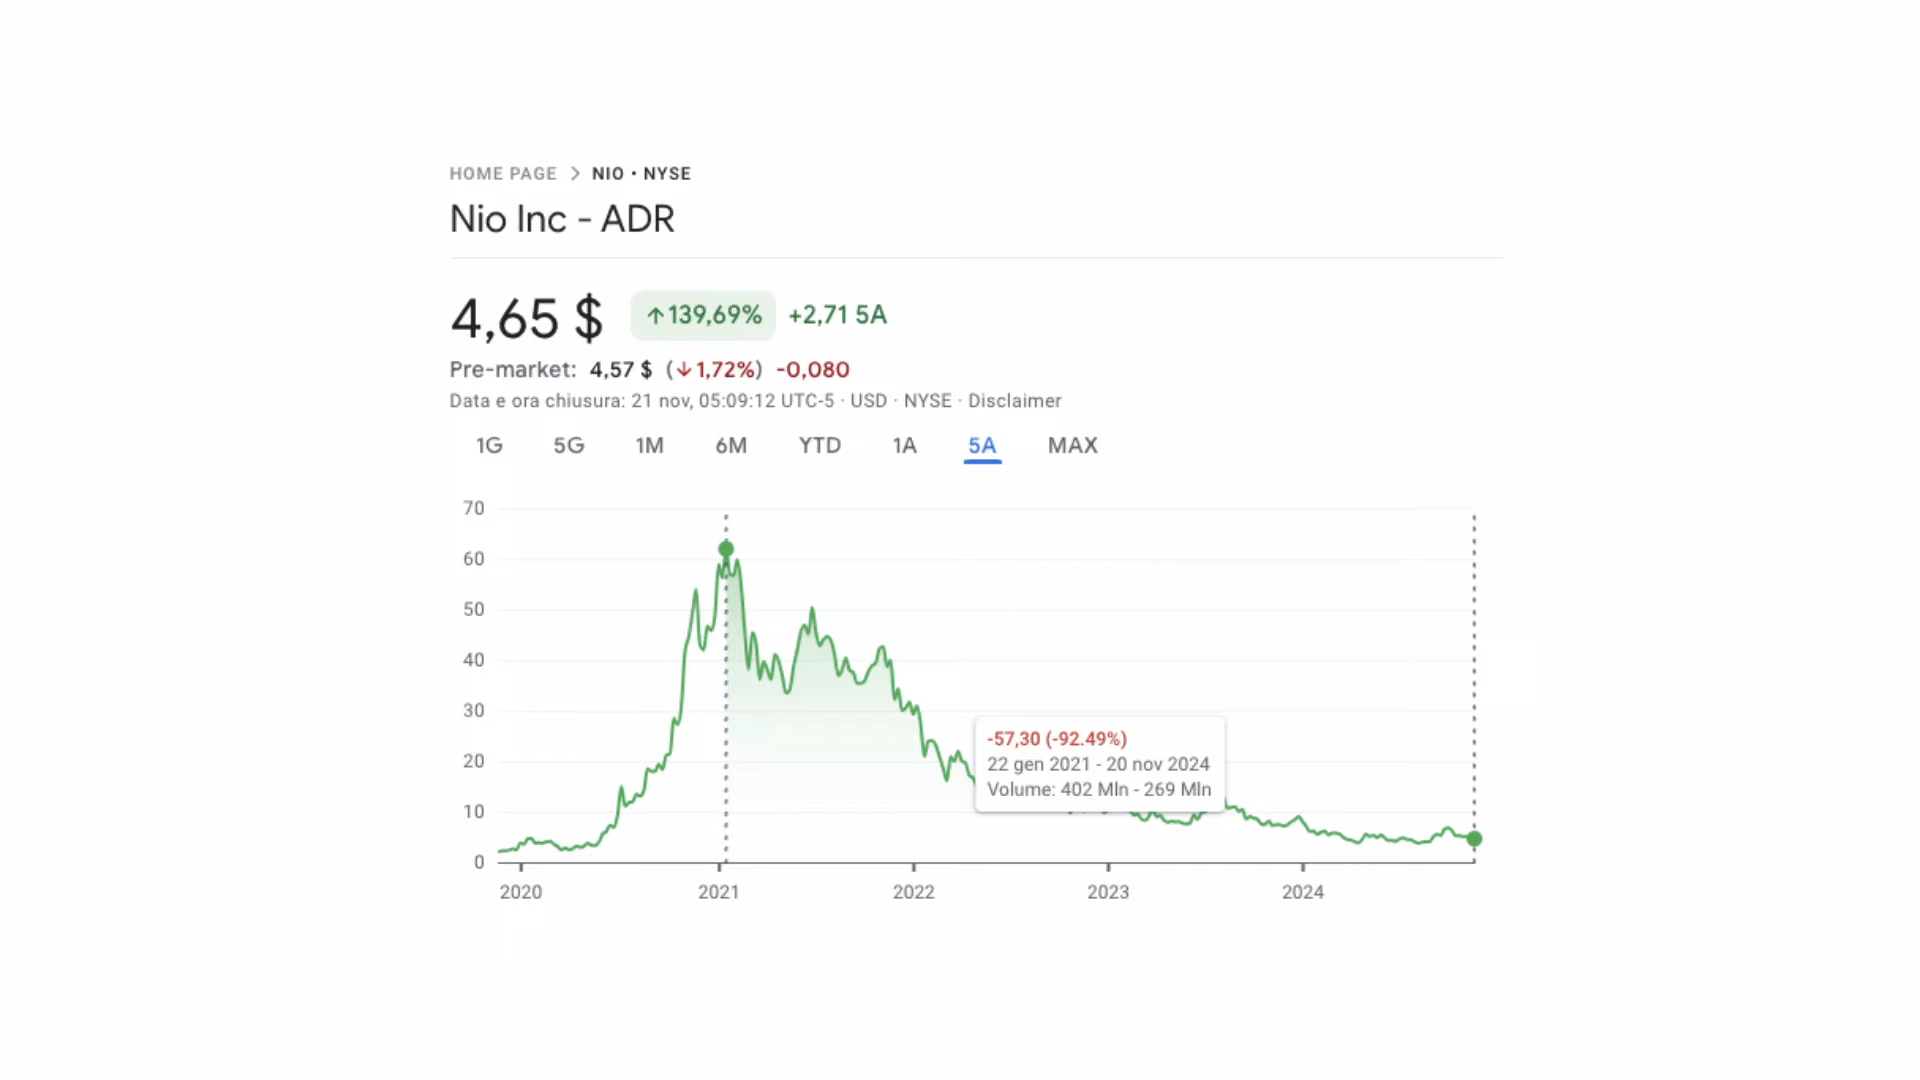 HOME PAGE > NIO • NYSE
Nio Inc - ADR
4,65 $ ↑139,69% +2,71 5A
Pre-market: 4,57 $ (↓1,72%) -0,080
Data e ora chiusura: 21 nov, 05:09:12 UTC-5 · USD · NYSE · Disclaimer
1G 5G 1M 6M YTD 1A 5A MAX
70
60
50
40
30
20
10
0
-57,30 (-92.49%)
22 gen 2021 - 20 nov 2024
Volume: 402 Mln - 269 Mln
2020 2021 2022 2023 2024